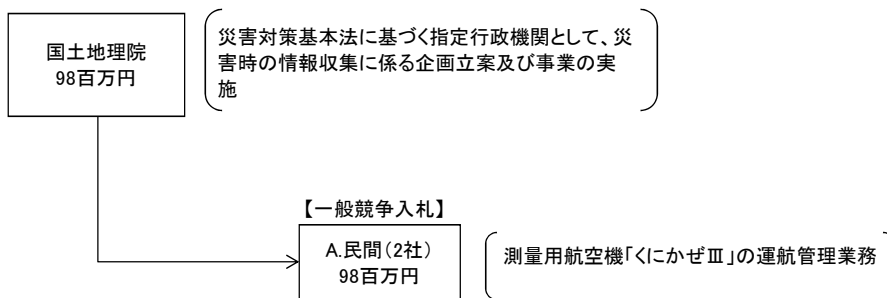 国土地理院
98百万円
災害対策基本法に基づく指定行政機関として、災
害時の情報収集に係る企画立案及び事業の実
施
【一般競争入札】
A.民間(2社)
98百万円
測量用航空機「くにかぜⅢ」の運航管理業務